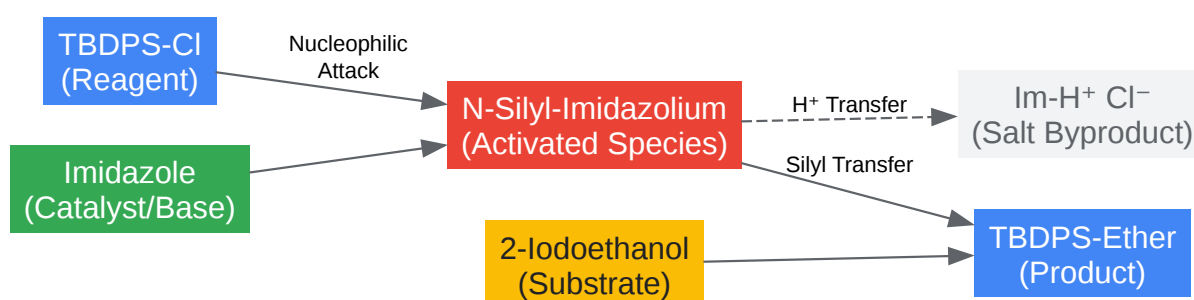 TBDPS-Cl
(Reagent)
Nucleophilic
Attack
N-Silyl-Imidazolium
(Activated Species)
H⁺ Transfer
Im-H⁺ Cl⁻
(Salt Byproduct)
Imidazole
(Catalyst/Base)
Silyl Transfer
2-Iodoethanol
(Substrate)
TBDPS-Ether
(Product)